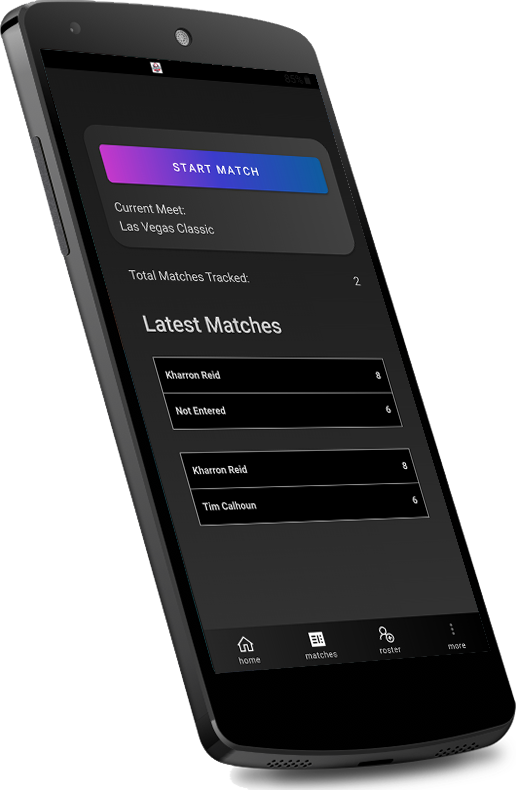 START MATCH
Current Meet:
Las Vegas Classic
Total Matches Tracked: 2
Latest Matches
Kharron Reid 8
Not Entered 6
Kharron Reid 8
Tim Calhoun 6
home matches roster more